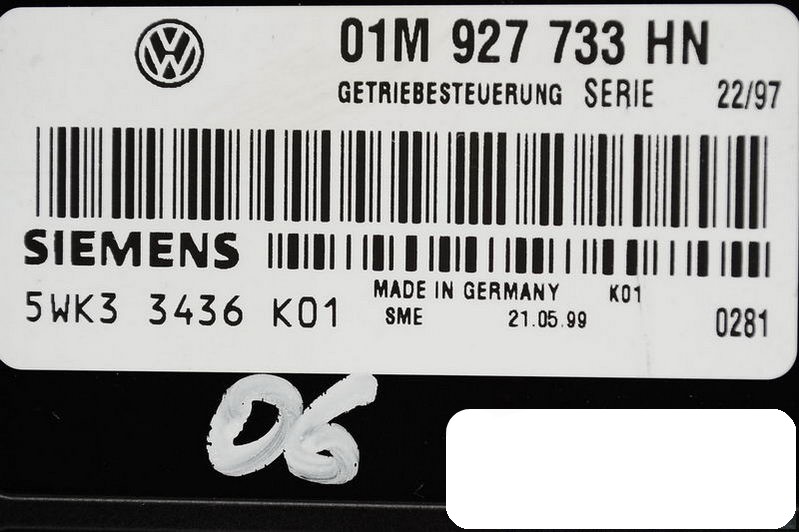 01M 927 733 HN
GETRIEBESTEUERUNG SERIE 22/97
SIEMENS
MADE IN GERMANY K01
5WK3 3436 K01 SME 21.05.99 0281
06